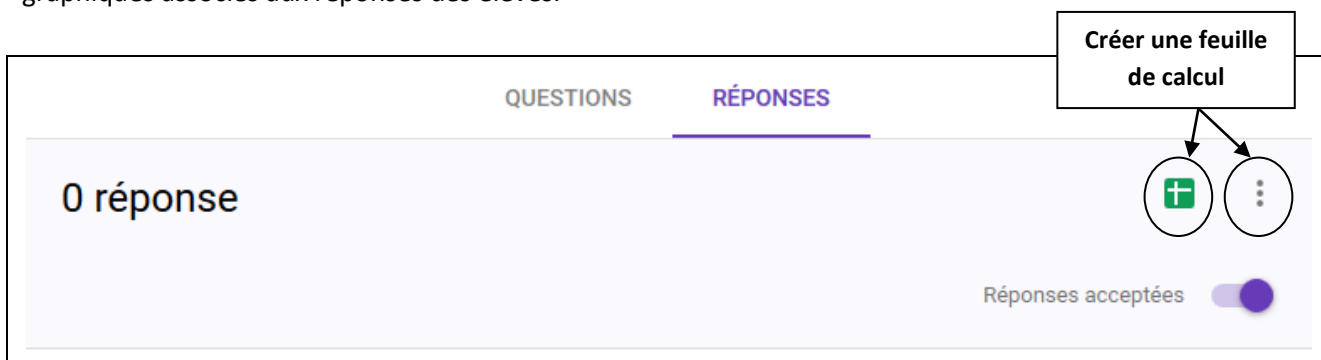 graphiques associés aux réponses des élèves.
Créer une feuille
de calcul
QUESTIONS RÉPONSES
0 réponse
Réponses acceptées